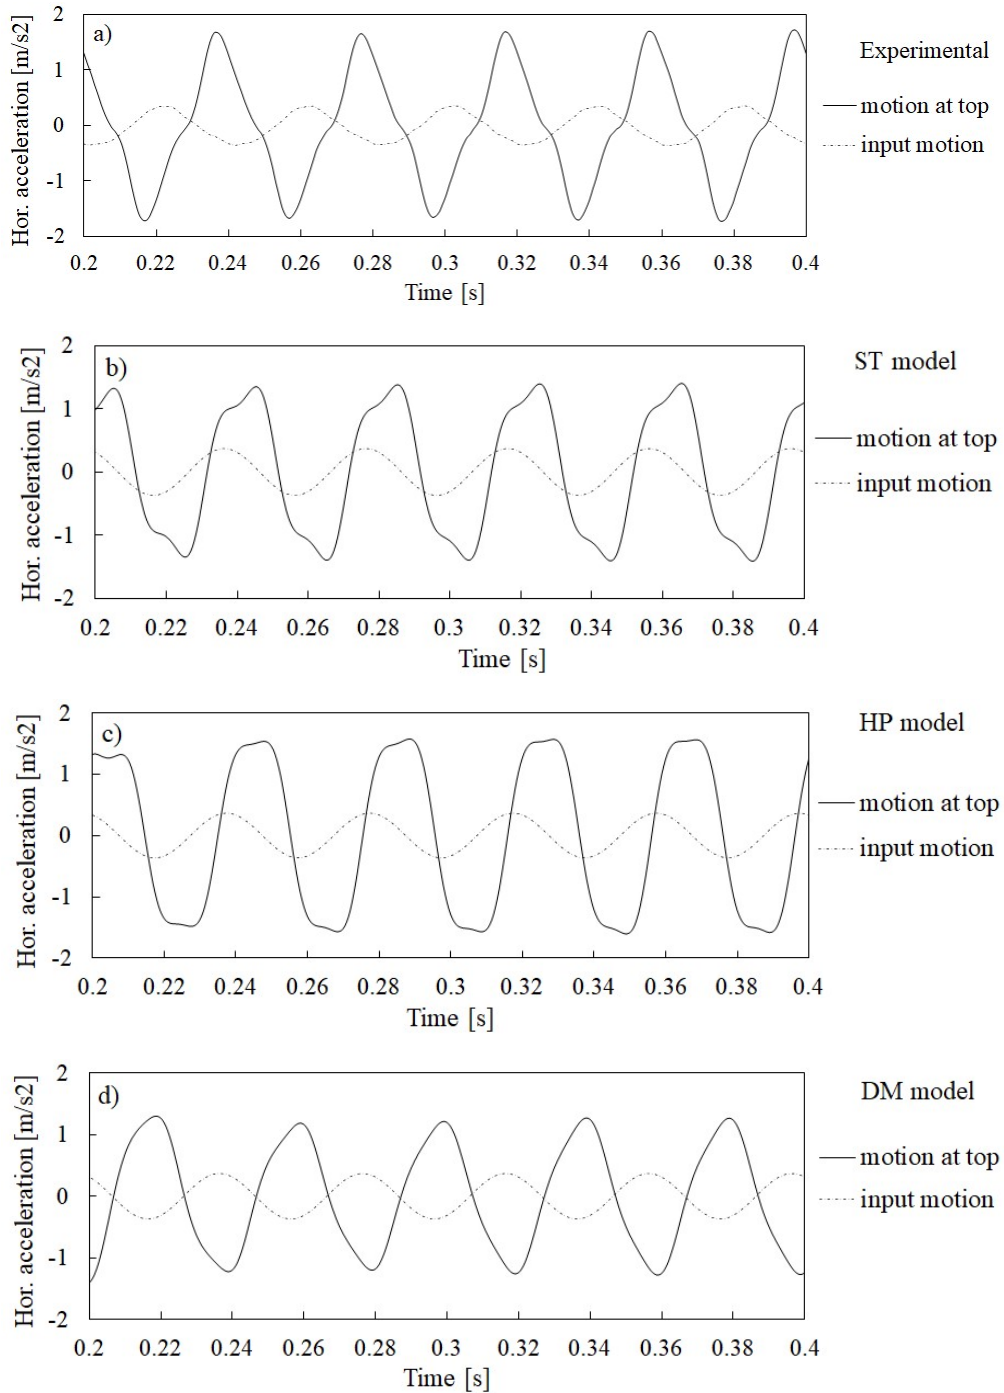 a)
Hor. acceleration [m/s2]
2
1
0
-1
-2
0.2 0.22 0.24 0.26 0.28 0.3 0.32 0.34 0.36 0.38 0.4
Time [s]
Experimental
motion at top
input motion
b)
Hor. acceleration [m/s2]
2
1
0
-1
-2
0.2 0.22 0.24 0.26 0.28 0.3 0.32 0.34 0.36 0.38 0.4
Time [s]
ST model
motion at top
input motion
c)
Hor. acceleration [m/s2]
2
1
0
-1
-2
0.2 0.22 0.24 0.26 0.28 0.3 0.32 0.34 0.36 0.38 0.4
Time [s]
HP model
motion at top
input motion
d)
Hor. acceleration [m/s2]
2
1
0
-1
-2
0.2 0.22 0.24 0.26 0.28 0.3 0.32 0.34 0.36 0.38 0.4
Time [s]
DM model
motion at top
input motion